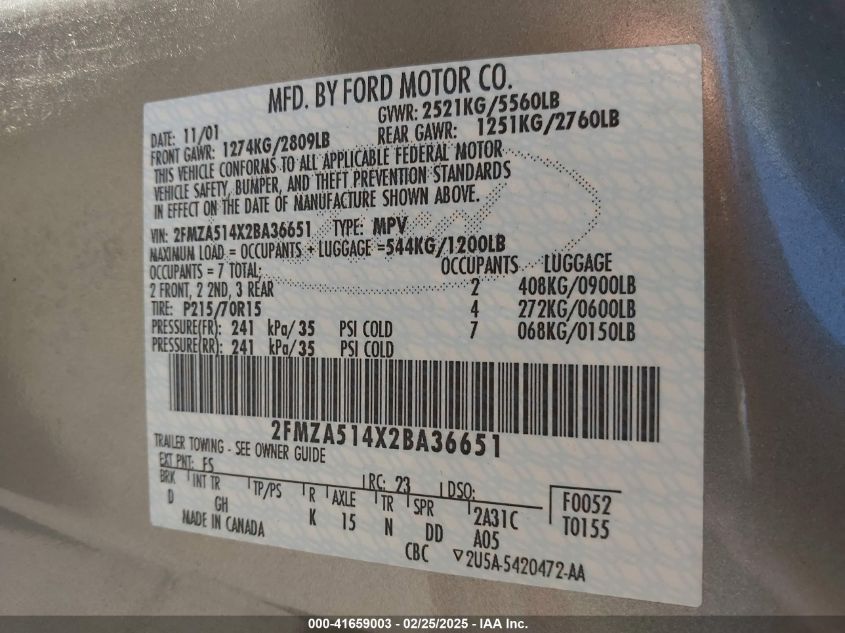 MFD. BY FORD MOTOR CO.
DATE: 11/01 GVWR: 2521KG/5560LB
FRONT GAWR: 1274KG/2809LB REAR GAWR: 1251KG/2760LB
THIS VEHICLE CONFORMS TO ALL APPLICABLE FEDERAL MOTOR
VEHICLE SAFETY, BUMPER, AND THEFT PREVENTION STANDARDS
IN EFFECT ON THE DATE OF MANUFACTURE SHOWN ABOVE.
VIN: 2FMZA514X2BA36651 TYPE: MPV
MAXIMUM LOAD = OCCUPANTS + LUGGAGE =544KG/1200LB
OCCUPANTS = 7 TOTAL: OCCUPANTS LUGGAGE
2 FRONT, 2 2ND, 3 REAR 2 408KG/0900LB
TIRE: P215/70R15 4 272KG/0600LB
PRESSURE(FR): 241 kPa/35 PSI COLD 7 068KG/0150LB
PRESSURE(RR): 241 kPa/35 PSI COLD
2FMZA514X2BA36651
TRAILER TOWING - SEE OWNER GUIDE
EXT PNT: FS RC: 23 DSO: F0052
BRK INT TR TP/PS R AXLE TR SPR 2A31C T0155
D GH K 15 N DD A05
MADE IN CANADA CBC ▽2U5A-5420472-AA
000-41659003 - 02/25/2025 - IAA Inc.